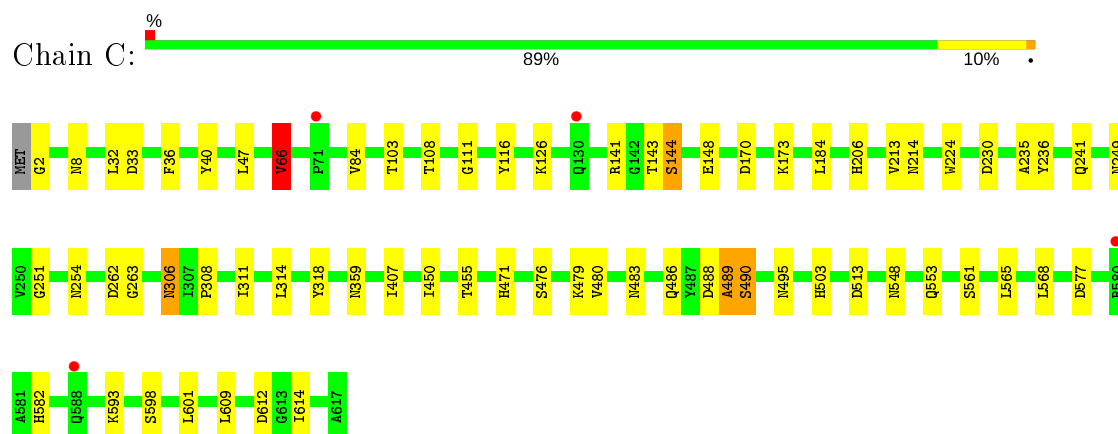 %
Chain C:
89%
10%
•
MET G2 N8 L32 D33 F36 Y40 L47 V66 P71 V84 T103 T108 G111 Y116 K126 Q130 R141 G142 T143 S144 E148 D170 K173 L184 H206 V213 N214 W224 D230 A235 Y236 Q241 N249
V250 G251 N254 D262 G263 N306 I307 P308 I311 L314 Y318 N359 I407 I450 T455 H471 S476 K479 V480 N483 Q486 Y487 D488 A489 S490 N495 H503 D513 N548 Q553 S561 L565 L568 D577
A581 H582 Q588 K593 S598 L601 L609 D612 G613 I614 A617